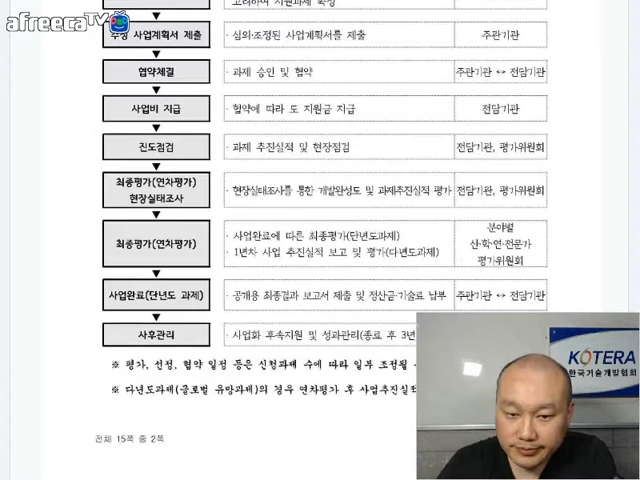 afreecaTV
고려하여 지원과제 확정
수정 사업계획서 제출
· 심의·조정된 사업계획서를 제출
주관기관
협약체결
· 과제 승인 및 협약
주관기관 ↔ 전담기관
사업비 지급
· 협약에 따라 도 지원금 지급
전담기관
진도점검
· 과제 추진실적 및 현장점검
전담기관, 평가위원회
최종평가(연차평가)
현장실태조사
· 현장실태조사를 통한 개발완성도 및 과제추진실적 평가
전담기관, 평가위원회
최종평가(연차평가)
· 사업완료에 따른 최종평가(단년도과제)
· 1년차 사업 추진실적 보고 및 평가(다년도과제)
분야별
산·학·연·전문가
평가위원회
사업완료(단년도 과제)
· 공개용 최종결과 보고서 제출 및 정산금·기술료 납부
주관기관 ↔ 전담기관
사후관리
· 사업화 후속지원 및 성과관리(종료 후 3년
※ 평가, 선정, 협약 일정 등은 신청과제 수에 따라 일부 조정될
※ 다년도과제(글로벌 유망과제)의 경우 연차평가 후 사업추진실적
전체 15쪽 중 2쪽
KOTERA
한국기술개발협회